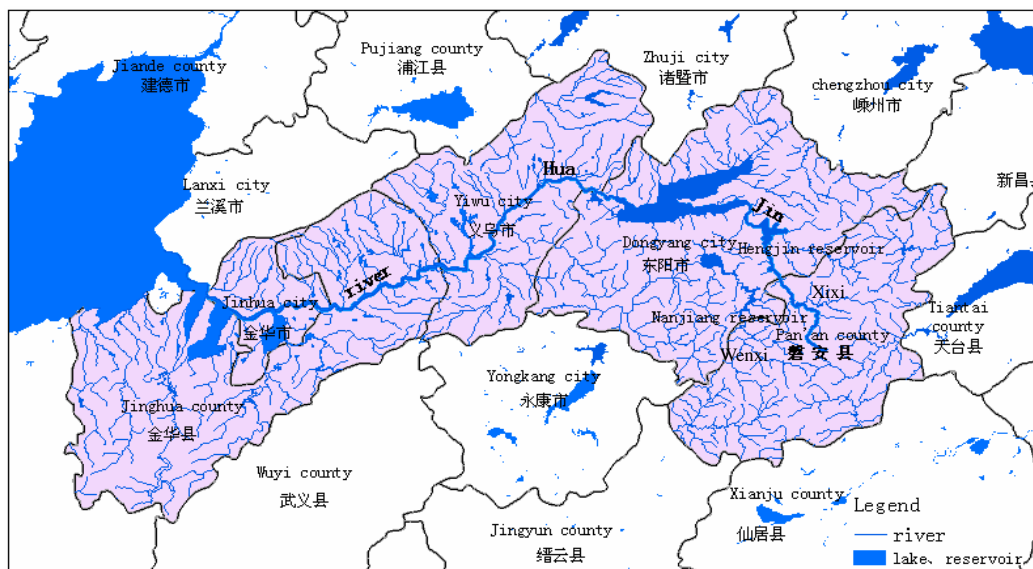 Jiande county
建德市
Pujiang county
浦江县
Zhuji city
诸暨市
chengzhou city
嵊州市
新昌
Lanxi city
兰溪市
Hua
Yiwu city
义乌市
Jin
Dongyang city
东阳市
Hengjin reservoir
river
Xixi
Jinhua city
金华市
Nanjiang reservoir
Pan'an county
磐安县
Wenxi
Tiantai
county
天台县
Jinghua county
金华县
Yongkang city
永康市
Wuyi county
武义县
Xianju county
仙居县
Jingyun county
缙云县
Legend
river
lake、reservoir